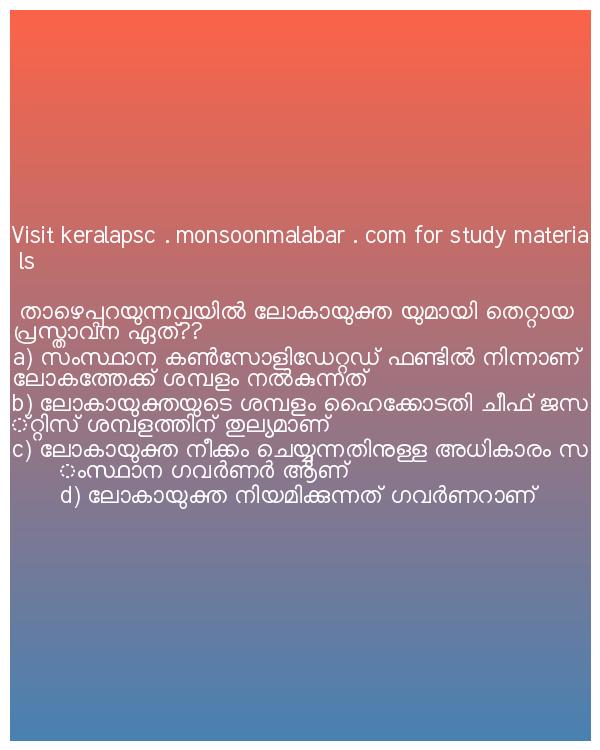 Visit keralapsc . monsoonmalabar . com for study materia
ls
താഴെപ്പറയുന്നവയിൽ ലോകായുക്ത യുമായി തെറ്റായ
പ്രസ്താവന ഏത്??
a) സംസ്ഥാന കൺസോളിഡേറ്റഡ് ഫണ്ടിൽ നിന്നാണ്
ലോകത്തേക്ക് ശമ്പളം നൽകുന്നത്
b) ലോകായുക്തയുടെ ശമ്പളം ഹൈക്കോടതി ചീഫ് ജസ
്റ്റിസ് ശമ്പളത്തിന് തുല്യമാണ്
c) ലോകായുക്ത നീക്കം ചെയ്യുന്നതിനുള്ള അധികാരം സ
ംസ്ഥാന ഗവർണർ ആണ്
d) ലോകായുക്ത നിയമിക്കുന്നത് ഗവർണറാണ്